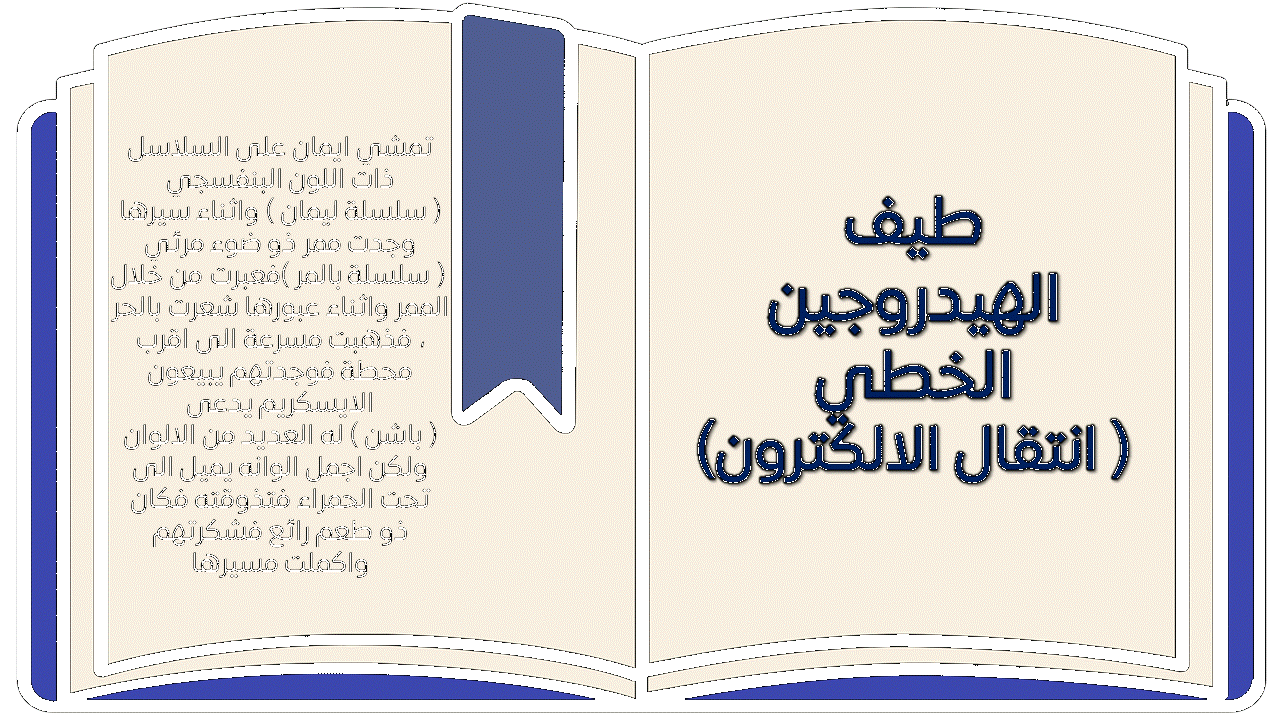 طيف
الهيدروجين
الخطي
( انتقال الالكترون)
تمشي ايمان على السلاسل
ذات اللون البنفسجي
( سلسلة ليمان ) واثناء سيرها
وجدت ممر ذو ضوء مرئي
( سلسلة بالمر )فعبرت من خلال
الممر واثناء عبورها شعرت بالحر
، فذهبت مسرعة الى اقرب
محطة فوجدتهم يبيعون
الايسكريم يدعى
( باشن ) له العديد من الالوان
ولكن اجمل الوانه يميل الى
تحت الحمراء فتذوقته فكان
ذو طعم رائع فشكرتهم
واكملت مسيرها